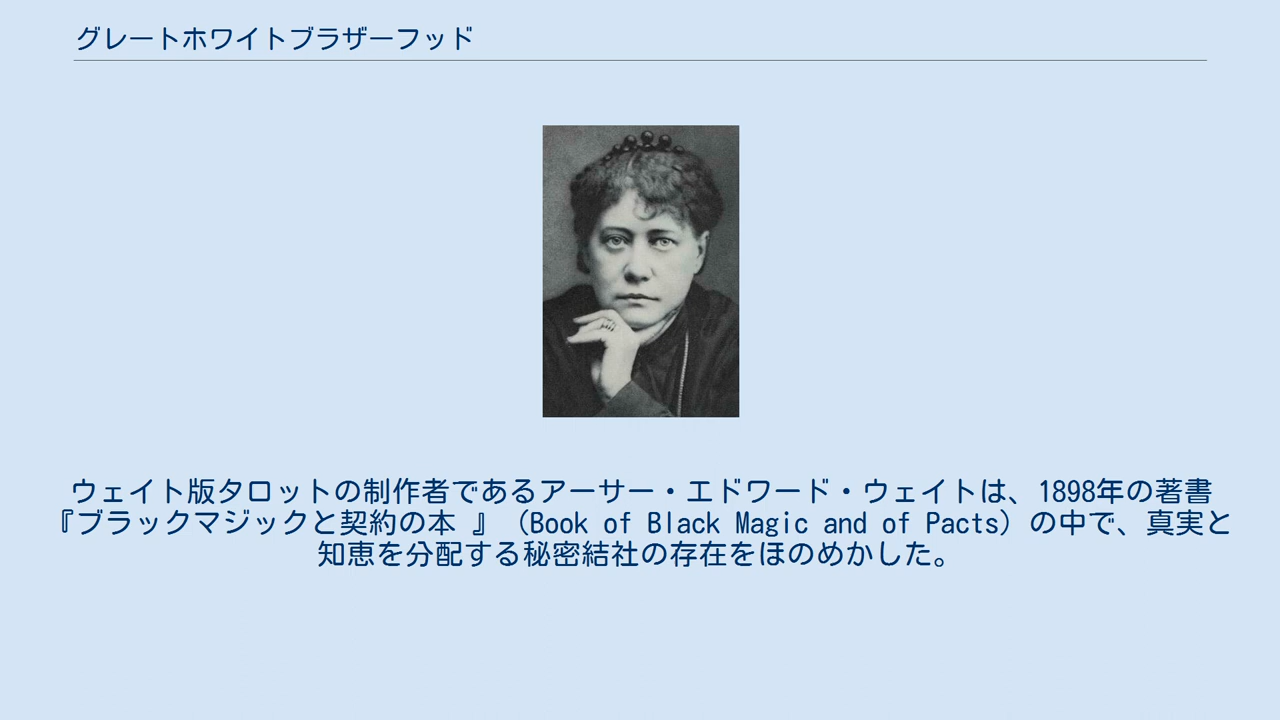 グレートホワイトブラザーフッド
ウェイト版タロットの制作者であるアーサー・エドワード・ウェイトは、1898年の著書
『ブラックマジックと契約の本 』（Book of Black Magic and of Pacts）の中で、真実と
知恵を分配する秘密結社の存在をほのめかした。